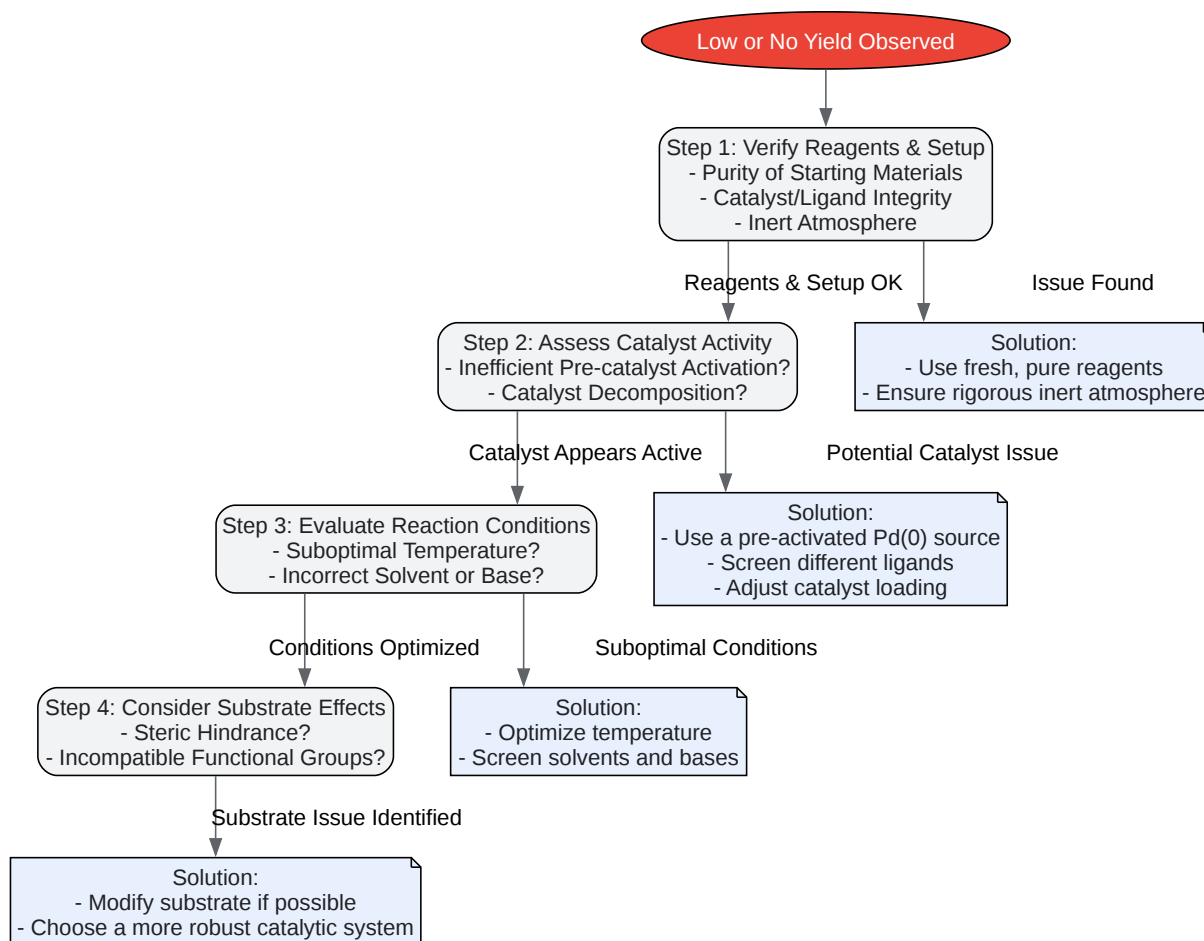 Low or No Yield Observed
Step 1: Verify Reagents & Setup
- Purity of Starting Materials
- Catalyst/Ligand Integrity
- Inert Atmosphere
Reagents & Setup OK
Issue Found
Step 2: Assess Catalyst Activity
- Inefficient Pre-catalyst Activation?
- Catalyst Decomposition?
Solution:
- Use fresh, pure reagents
- Ensure rigorous inert atmosphere
Catalyst Appears Active
Potential Catalyst Issue
Step 3: Evaluate Reaction Conditions
- Suboptimal Temperature?
- Incorrect Solvent or Base?
Solution:
- Use a pre-activated Pd(0) source
- Screen different ligands
- Adjust catalyst loading
Conditions Optimized
Suboptimal Conditions
Step 4: Consider Substrate Effects
- Steric Hindrance?
- Incompatible Functional Groups?
Solution:
- Optimize temperature
- Screen solvents and bases
Substrate Issue Identified
Solution:
- Modify substrate if possible
- Choose a more robust catalytic system